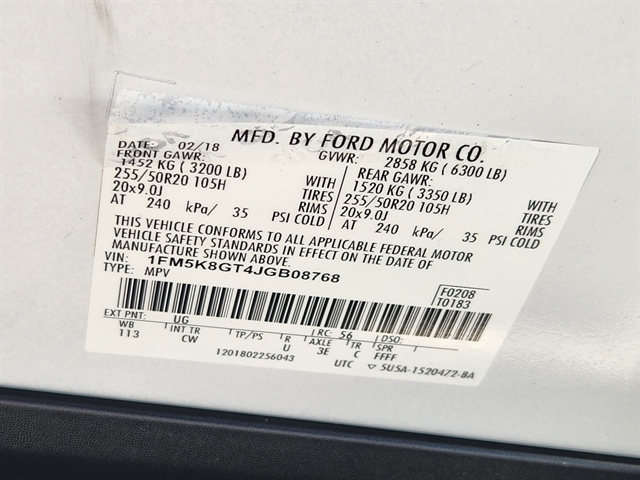 MFD. BY FORD MOTOR CO.
DATE: 02/18 GVWR: 2858 KG ( 6300 LB)
FRONT GAWR: REAR GAWR:
1452 KG ( 3200 LB) WITH 1520 KG ( 3350 LB) WITH
255/50R20 105H TIRES 255/50R20 105H TIRES
20x9.0J RIMS 20x9.0J RIMS
AT 240 kPa/ 35 PSI COLD AT 240 kPa/ 35 PSI COLD
THIS VEHICLE CONFORMS TO ALL APPLICABLE FEDERAL MOTOR
VEHICLE SAFETY STANDARDS IN EFFECT ON THE DATE OF
MANUFACTURE SHOWN ABOVE.
VIN: 1FM5K8GT4JGB08768
TYPE: MPV
F0208
T0183
EXT PNT: UG RC: 56 DSO:
WB INT TR TP/PS R AXLE TR SPR
113 CW U 3E C FFFF
1201802256043 UTC ▽ 5U5A-1520472-BA